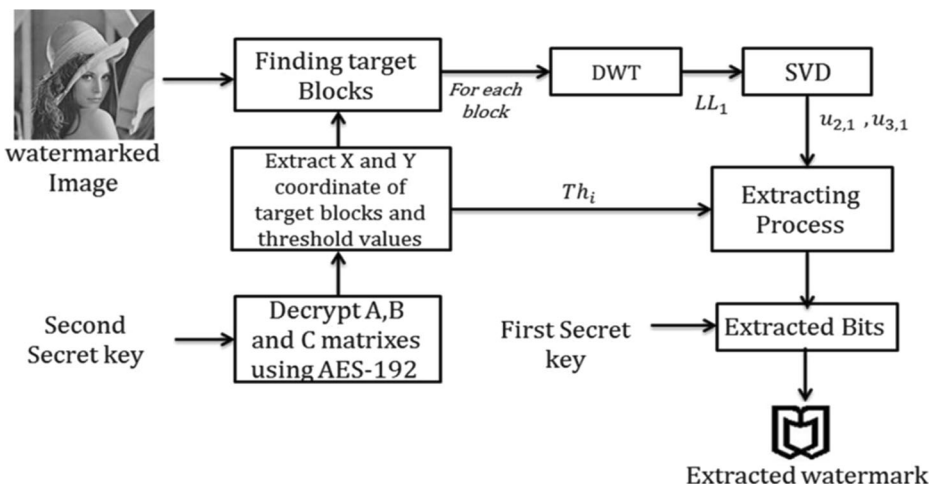 Finding target
Blocks
For each
block
DWT
LL₁
SVD
u₂,₁ , u₃,₁
watermarked
Image
Extract X and Y
coordinate of
target blocks and
threshold values
Thᵢ
Extracting
Process
Second
Secret key
Decrypt A,B
and C matrixes
using AES-192
First Secret
key
Extracted Bits
Extracted watermark